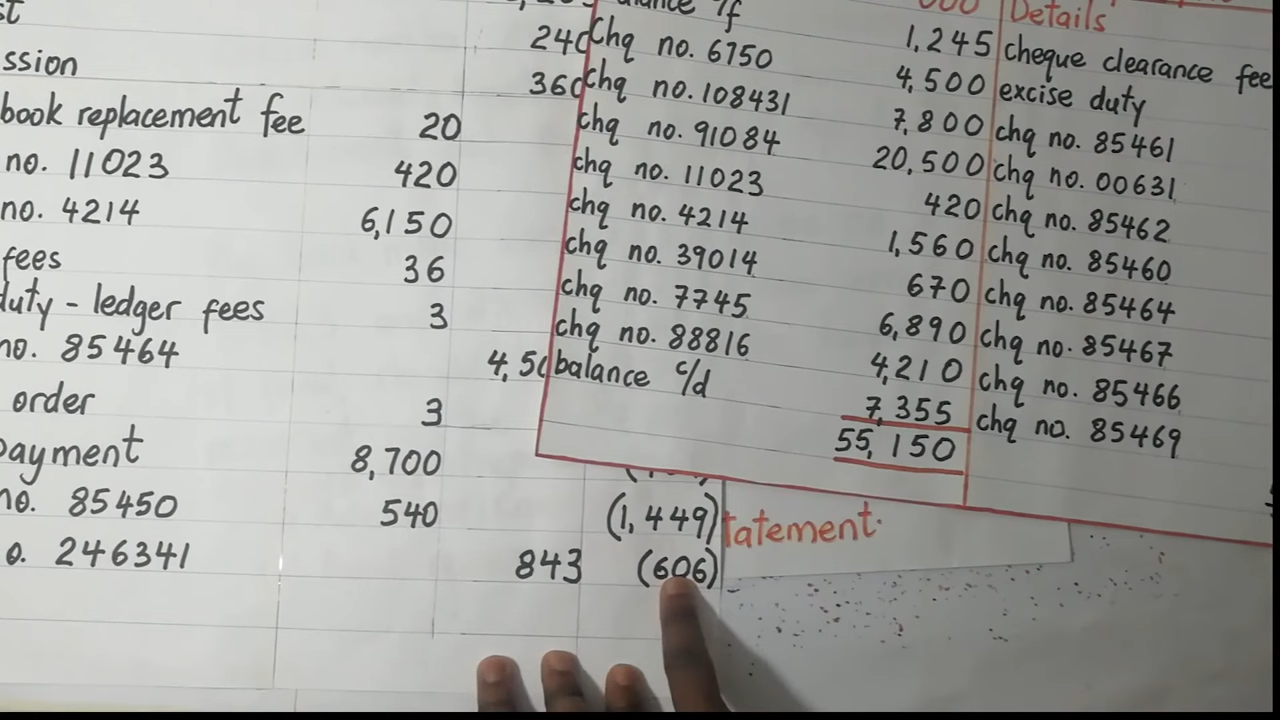 ssion
book replacement fee 20
no. 11023 420
no. 4214 6,150
fees 36
duty - ledger fees 3
no. 85464 4,50
order 3
payment 8,700
no. 85450 540 (1,449)
o. 246341 843 (606)
240
360
Details
chq no. 6750 1,245 cheque clearance fee
chq no. 108431 4,500 excise duty
chq no. 91084 7,800 chq no. 85461
chq no. 11023 20,500 chq no. 00631
chq no. 4214 420 chq no. 85462
chq no. 39014 1,560 chq no. 85460
chq no. 7745 670 chq no. 85464
chq no. 88816 6,890 chq no. 85467
balance c/d 4,210 chq no. 85466
7,355 chq no. 85469
55,150
tatement.